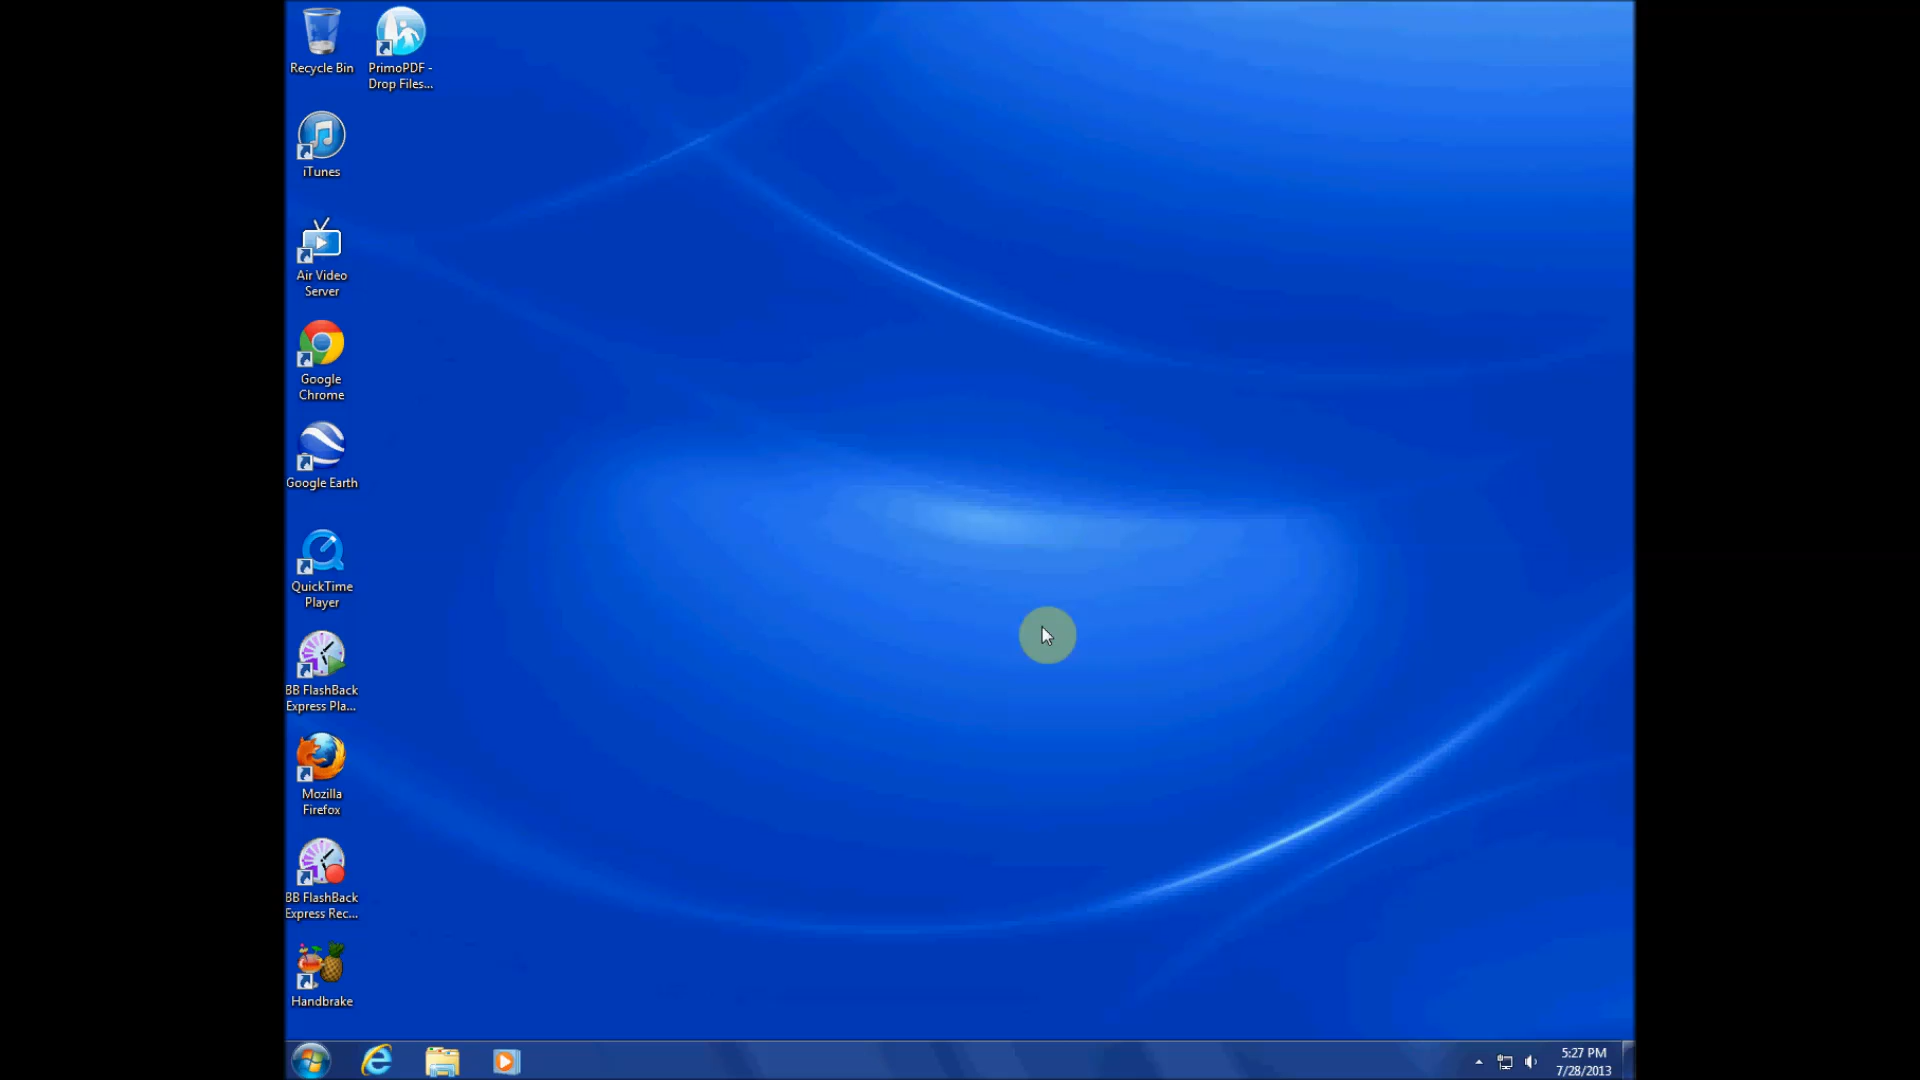 Recycle Bin
PrimoPDF -
Drop Files...
iTunes
Air Video
Server
Google
Chrome
Google Earth
QuickTime
Player
BB FlashBack
Express Pla...
Mozilla
Firefox
BB FlashBack
Express Rec...
Handbrake
5:27 PM
7/28/2013